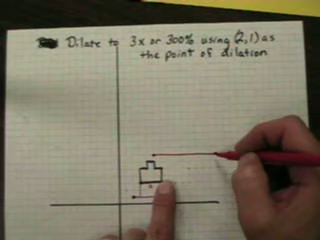 Dilate to 3x or 300% using (2,1) as
the point of dilation